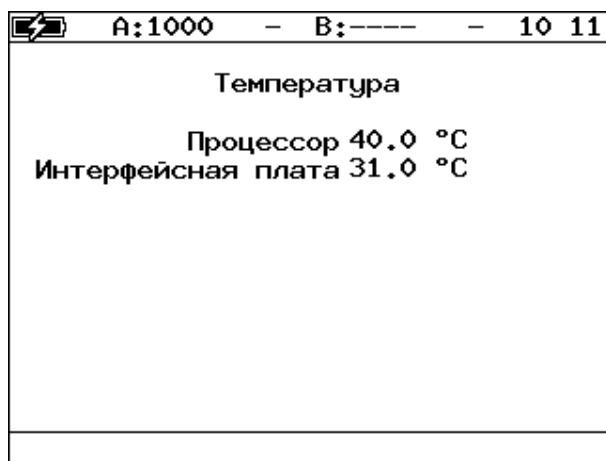 A:1000 – B:---- – 10 11
Температура
Процессор 40.0 °C
Интерфейсная плата 31.0 °C